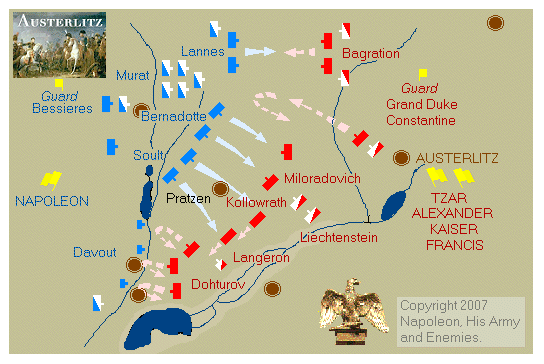 AUSTERLITZ
Lannes
Bagration
Murat
Guard
Bessieres
Guard
Grand Duke
Constantine
Bernadotte
Soult
AUSTERLITZ
Miloradovich
NAPOLEON
Pratzen
Kollowrath
TZAR
ALEXANDER
KAISER
FRANCIS
Liechtenstein
Davout
Langeron
Dohturov
Copyright 2007
Napoleon, His Army
and Enemies.